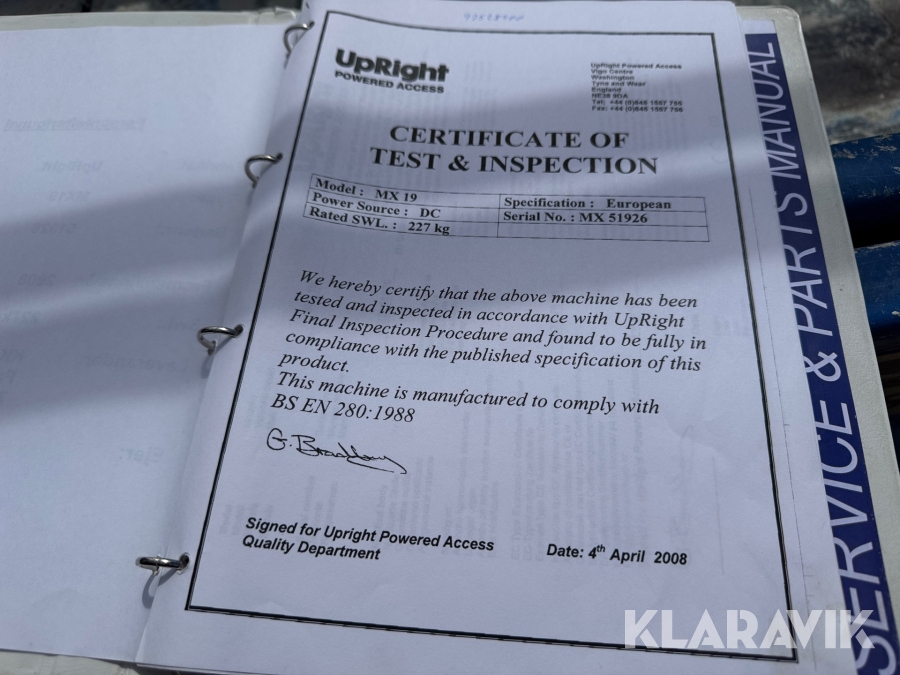 UpRight
POWERED ACCESS
UpRight Powered Access
Vigo Centre
Washington
Tyne and Wear
England
CERTIFICATE OF
TEST & INSPECTION
Model : MX 19
Specification : European
Power Source : DC
Serial No. : MX 51926
Rated SWL. : 227 kg
We hereby certify that the above machine has been
tested and inspected in accordance with UpRight
Final Inspection Procedure and found to be fully in
compliance with the published specification of this
product.
This machine is manufactured to comply with
BS EN 280:1988
G. Bradley
Signed for Upright Powered Access
Quality Department
Date: 4th April 2008
SERVICE & PARTS MANUAL
KLARAVIK